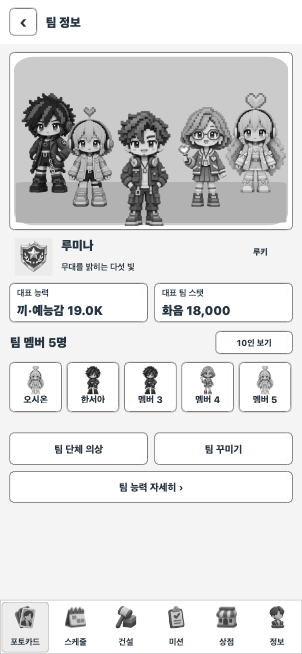 ‹ 팀 정보
루미나
루키
무대를 밝히는 다섯 빛
대표 능력
끼·예능감 19.0K
대표 팀 스탯
화음 18,000
팀 멤버 5명
10인 보기
오시온
한서아
멤버 3
멤버 4
멤버 5
팀 단체 의상
팀 꾸미기
팀 능력 자세히 ›
포토카드
스케줄
건설
미션
상점
정보